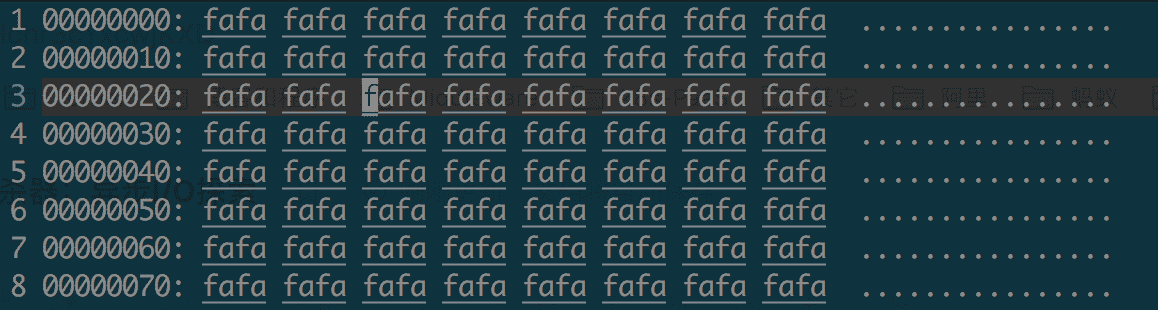 1 00000000: fafa fafa fafa fafa fafa fafa fafa fafa  ................
2 00000010: fafa fafa fafa fafa fafa fafa fafa fafa  ................
3 00000020: fafa fafa fafa fafa fafa fafa fafa fafa  ................
4 00000030: fafa fafa fafa fafa fafa fafa fafa fafa  ................
5 00000040: fafa fafa fafa fafa fafa fafa fafa fafa  ................
6 00000050: fafa fafa fafa fafa fafa fafa fafa fafa  ................
7 00000060: fafa fafa fafa fafa fafa fafa fafa fafa  ................
8 00000070: fafa fafa fafa fafa fafa fafa fafa fafa  ................